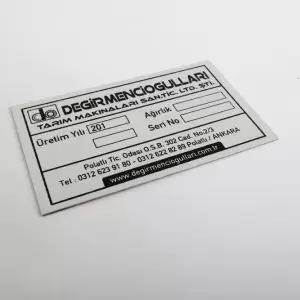 DEĞİRMENCİOĞULLARI
TARIM MAKİNALARI SAN.TİC. LTD. ŞTİ.
Üretim Yılı 201 Ağırlık
Seri No
Polatlı Tic. Odası O.S.B. 302 Cad. No:2/3
Tel : 0312 623 91 80 - 0312 622 82 89 Polatlı / ANKARA
www.degirmenciogullari.com.tr